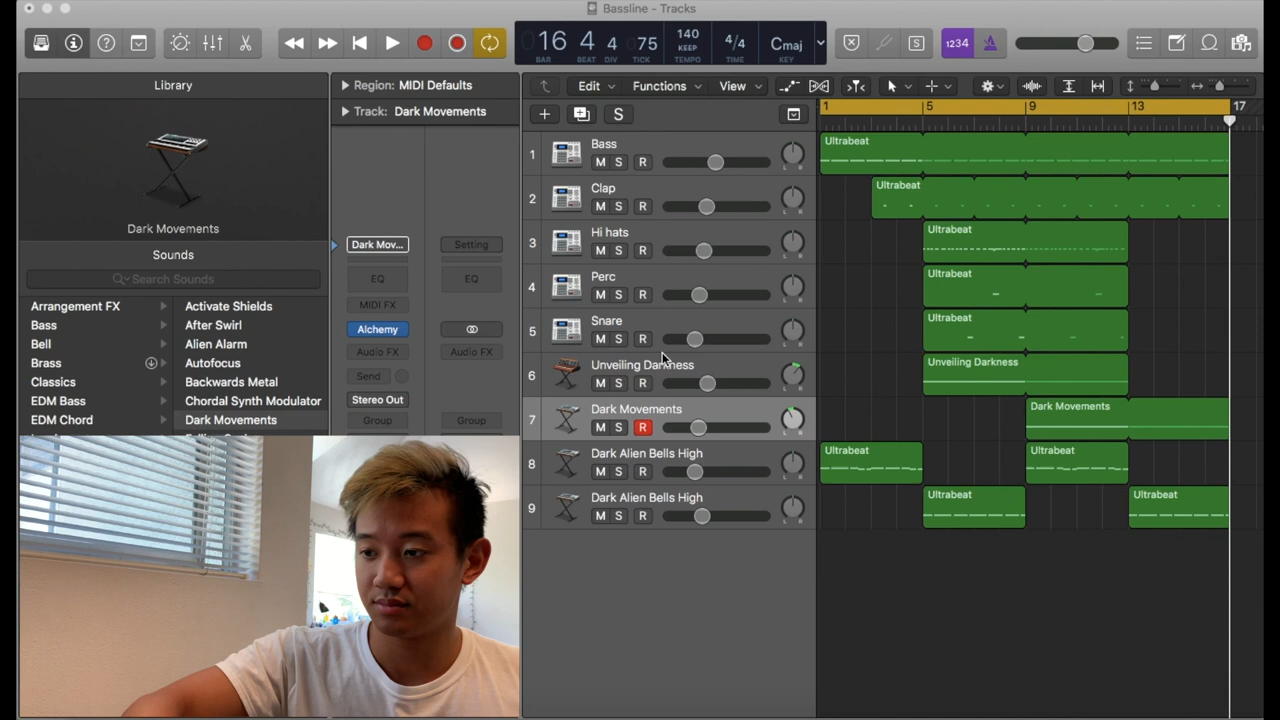 Bassline - Tracks
016 4 4 075
BAR BEAT DIV TICK
140
KEEP
TEMPO
4/4
TIME
Cmaj
KEY
S
1234
Library
Region: MIDI Defaults
Track: Dark Movements
Edit Functions View
S
1 5 9 13 17
Dark Movements
Sounds
Search Sounds
Arrangement FX
Bass
Bell
Brass
Classics
EDM Bass
EDM Chord
Activate Shields
After Swirl
Alien Alarm
Autofocus
Backwards Metal
Chordal Synth Modulator
Dark Movements
Dark Mov...
EQ
MIDI FX
Alchemy
Audio FX
Send
Stereo Out
Group
Setting
EQ
Audio FX
Group
1 Bass
M S R L R
Ultrabeat
2 Clap
M S R L R
Ultrabeat
3 Hi hats
M S R L R
Ultrabeat
4 Perc
M S R L R
Ultrabeat
5 Snare
M S R L R
Ultrabeat
6 Unveiling Darkness
M S R L R
Unveiling Darkness
7 Dark Movements
M S R L R
Dark Movements
8 Dark Alien Bells High
M S R L R
Ultrabeat Ultrabeat
9 Dark Alien Bells High
M S R L R
Ultrabeat Ultrabeat